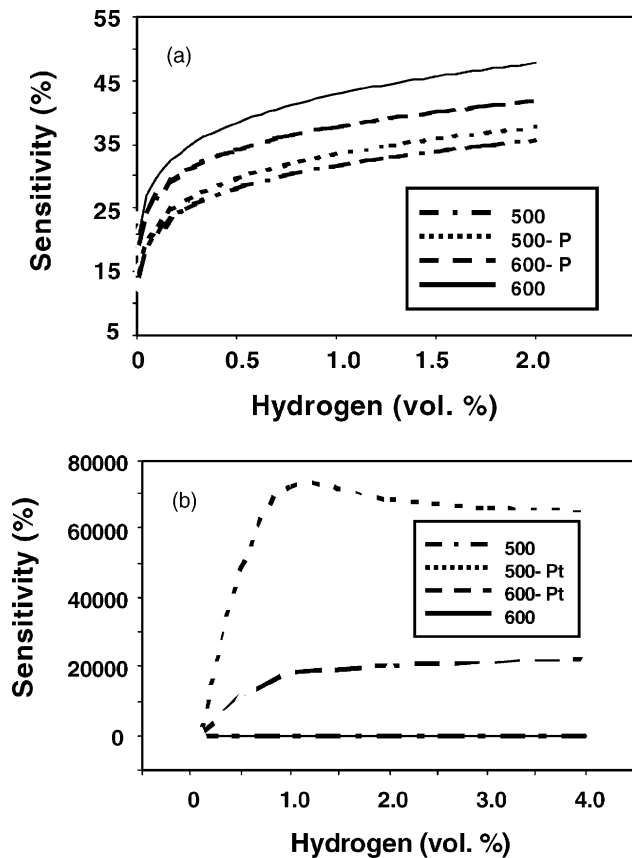 55
45
35
25
15
5
Sensitivity (%)
(a)
500
500- P
600- P
600
0 0.5 1.0 1.5 2.0
Hydrogen (vol. %)
80000
60000
40000
20000
0
Sensitivity (%)
(b)
500
500- Pt
600- Pt
600
0 1.0 2.0 3.0 4.0
Hydrogen (vol. %)